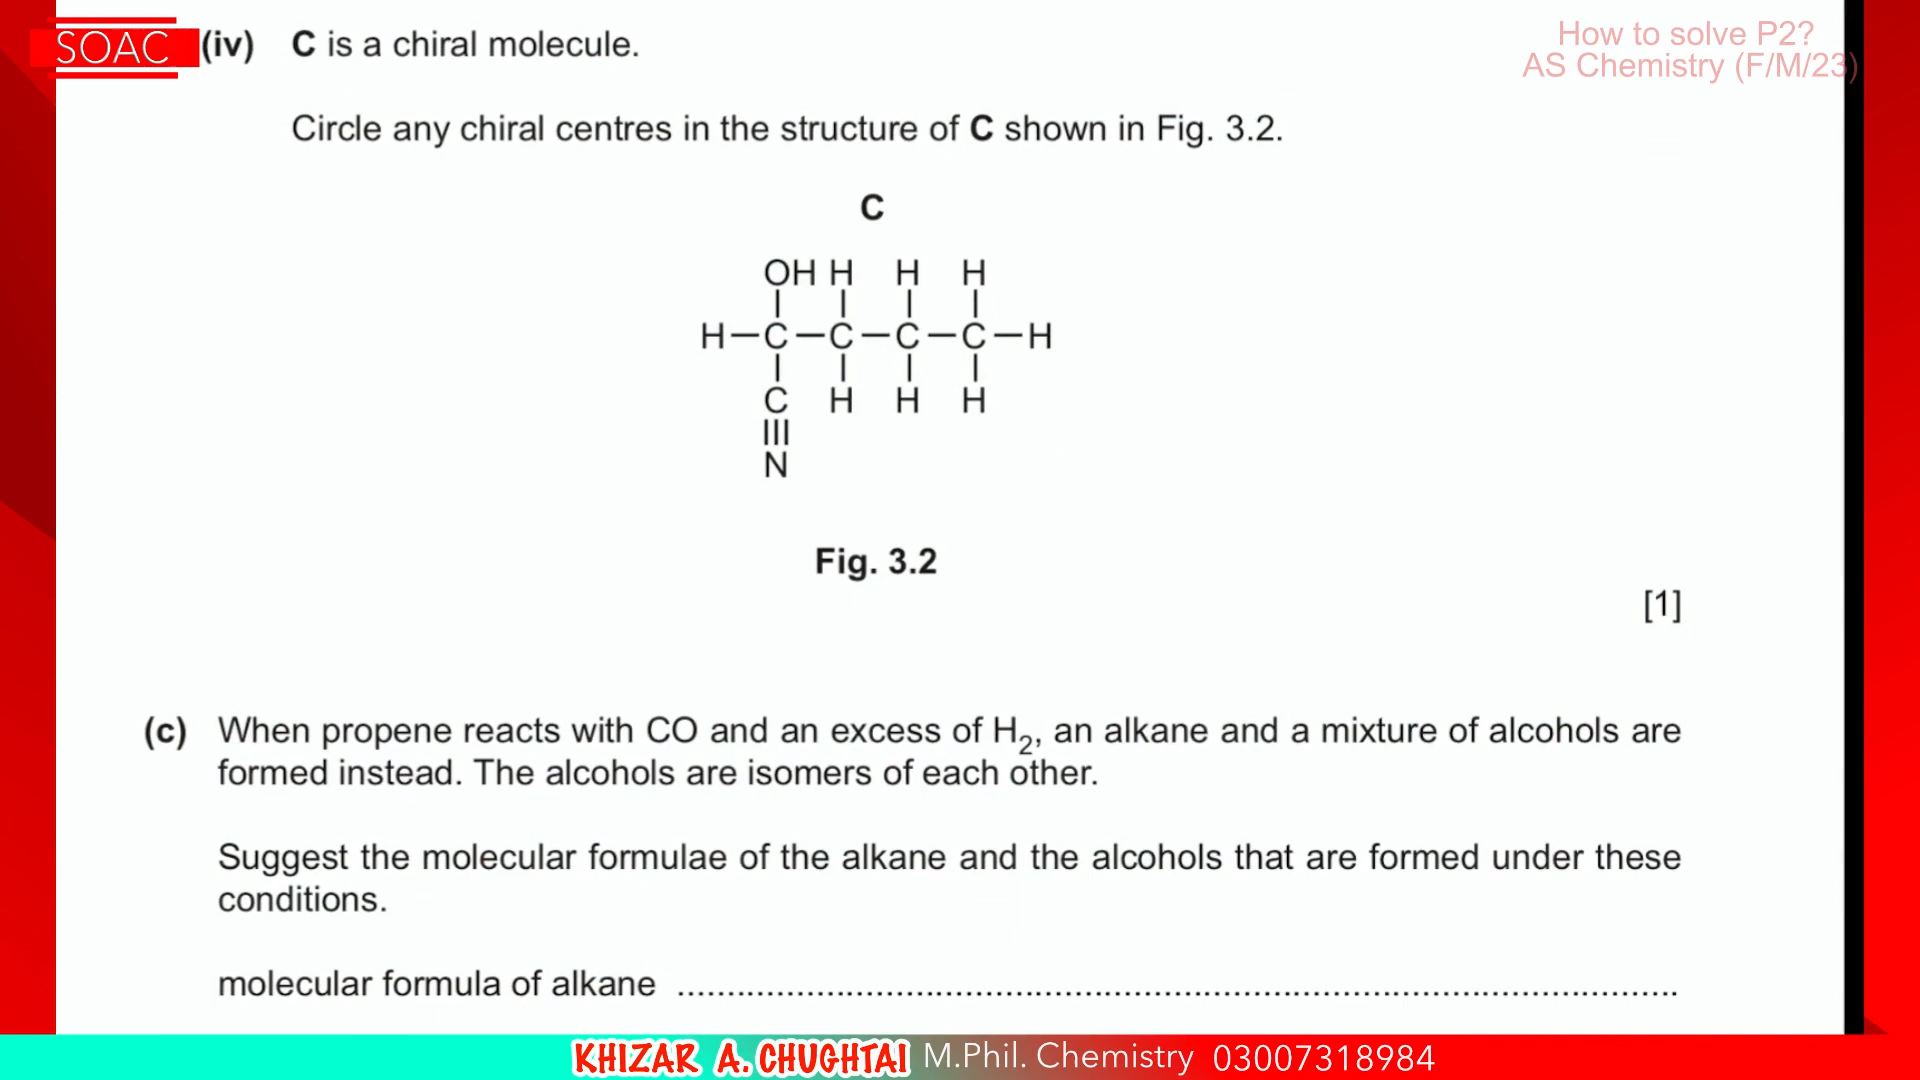 SOAC
How to solve P2?
AS Chemistry (F/M/23)
(iv) C is a chiral molecule.
Circle any chiral centres in the structure of C shown in Fig. 3.2.
C
OH H H H
H–C–C–C–C–H
C H H H
N
Fig. 3.2
[1]
(c) When propene reacts with CO and an excess of H₂, an alkane and a mixture of alcohols are
formed instead. The alcohols are isomers of each other.
Suggest the molecular formulae of the alkane and the alcohols that are formed under these
conditions.
molecular formula of alkane ....................................................................................................
KHIZAR A. CHUGHTAI M.Phil. Chemistry 03007318984